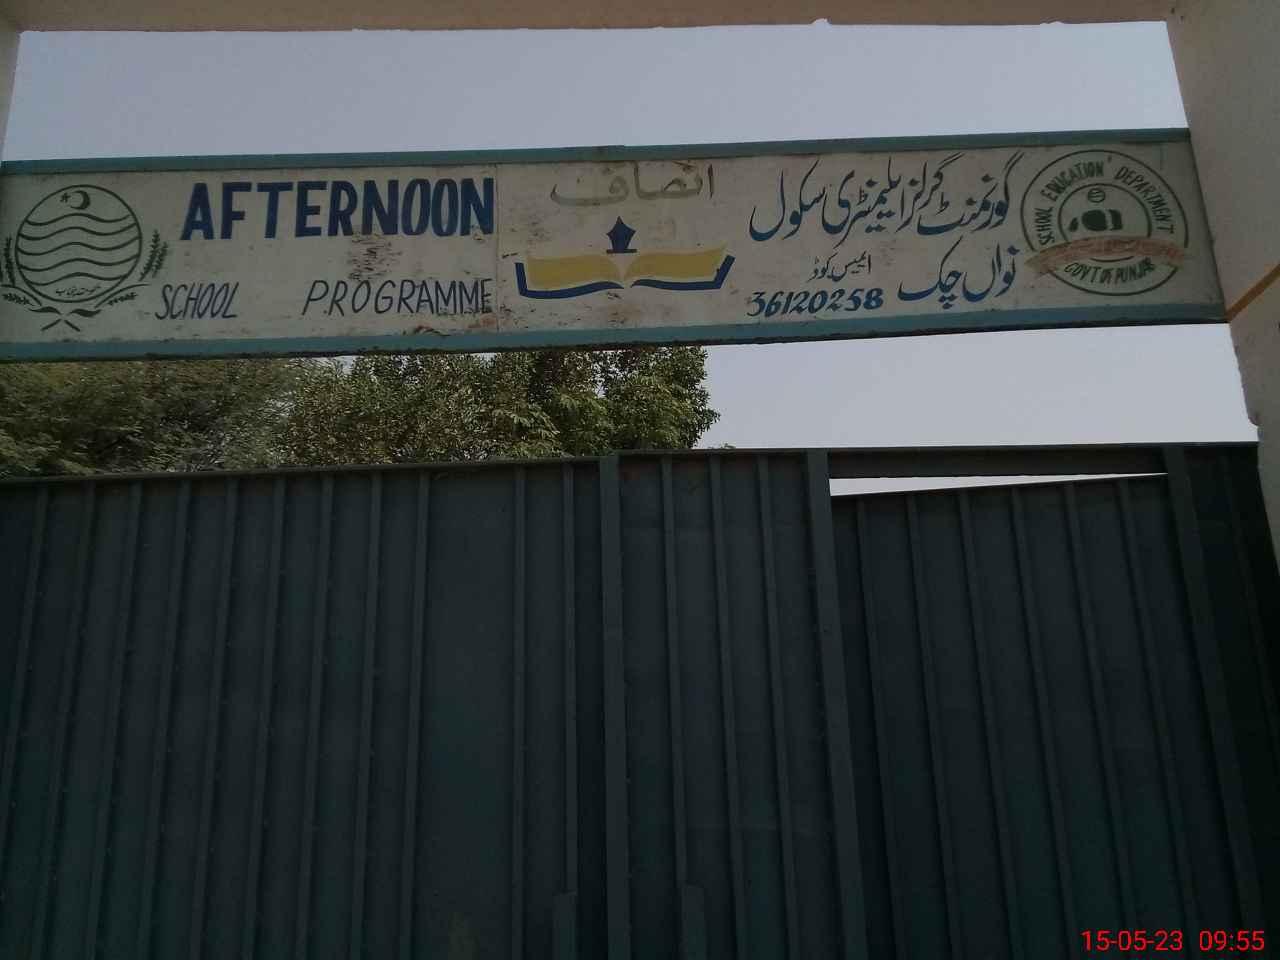 AFTERNOON
SCHOOL PROGRAMME
انصاف
گورنمنٹ گرلز ایلیمنٹری سکول
نواں چک
ایمیس کوڈ
36120258
SCHOOL EDUCATION DEPARTMENT
GOVT OF PUNJAB
15-05-23 09:55